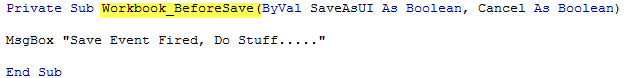 Private Sub Workbook_BeforeSave(ByVal SaveAsUI As Boolean, Cancel As Boolean)
MsgBox "Save Event Fired, Do Stuff....."
End Sub